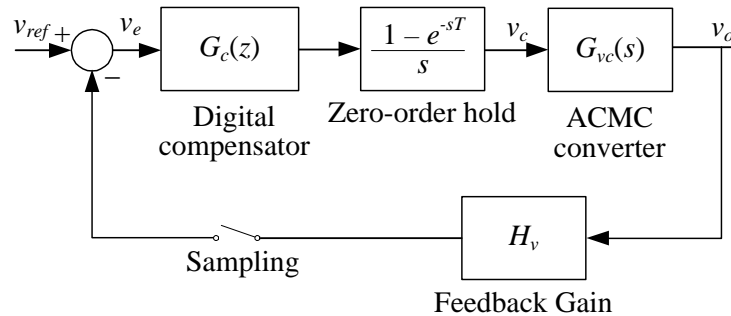 v_ref + v_e G_c(z) 1 – e^{-sT} / s v_c G_vc(s) v_o
–
Digital compensator
Zero-order hold
ACMC converter
Sampling
H_v
Feedback Gain